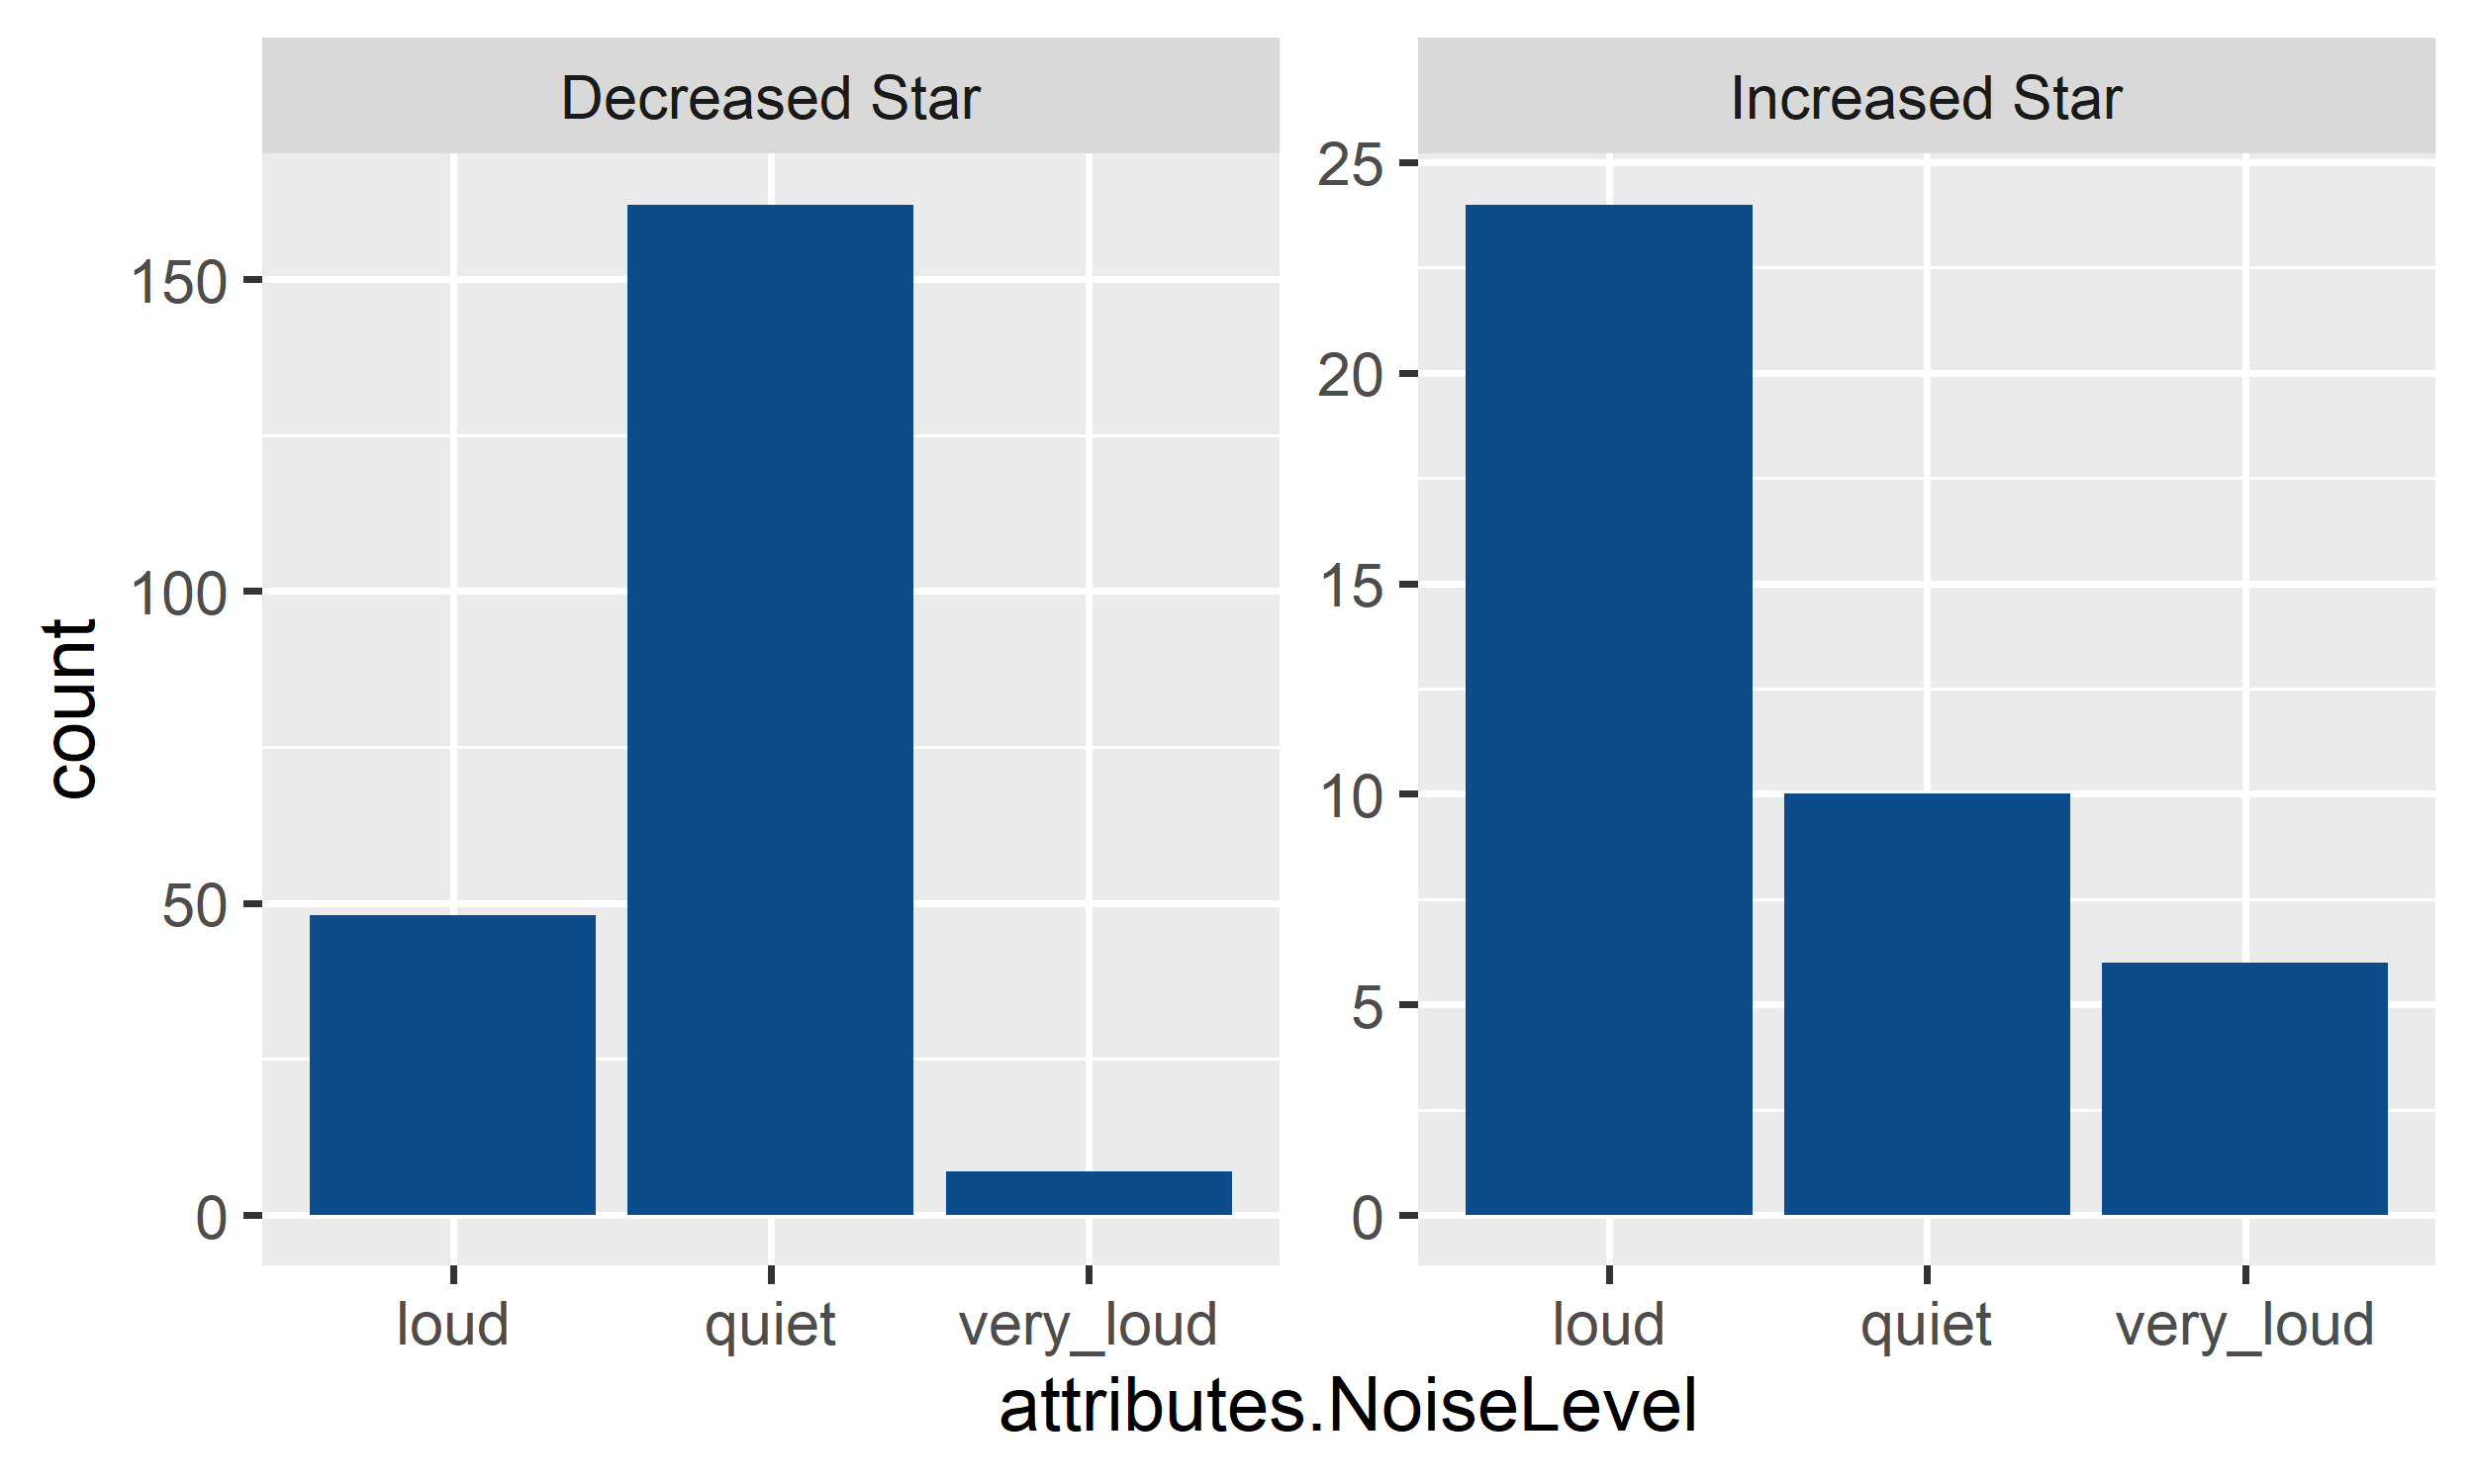 Decreased Star
Increased Star
count
150
100
50
0
25
20
15
10
5
0
loud quiet very_loud
loud quiet very_loud
attributes.NoiseLevel